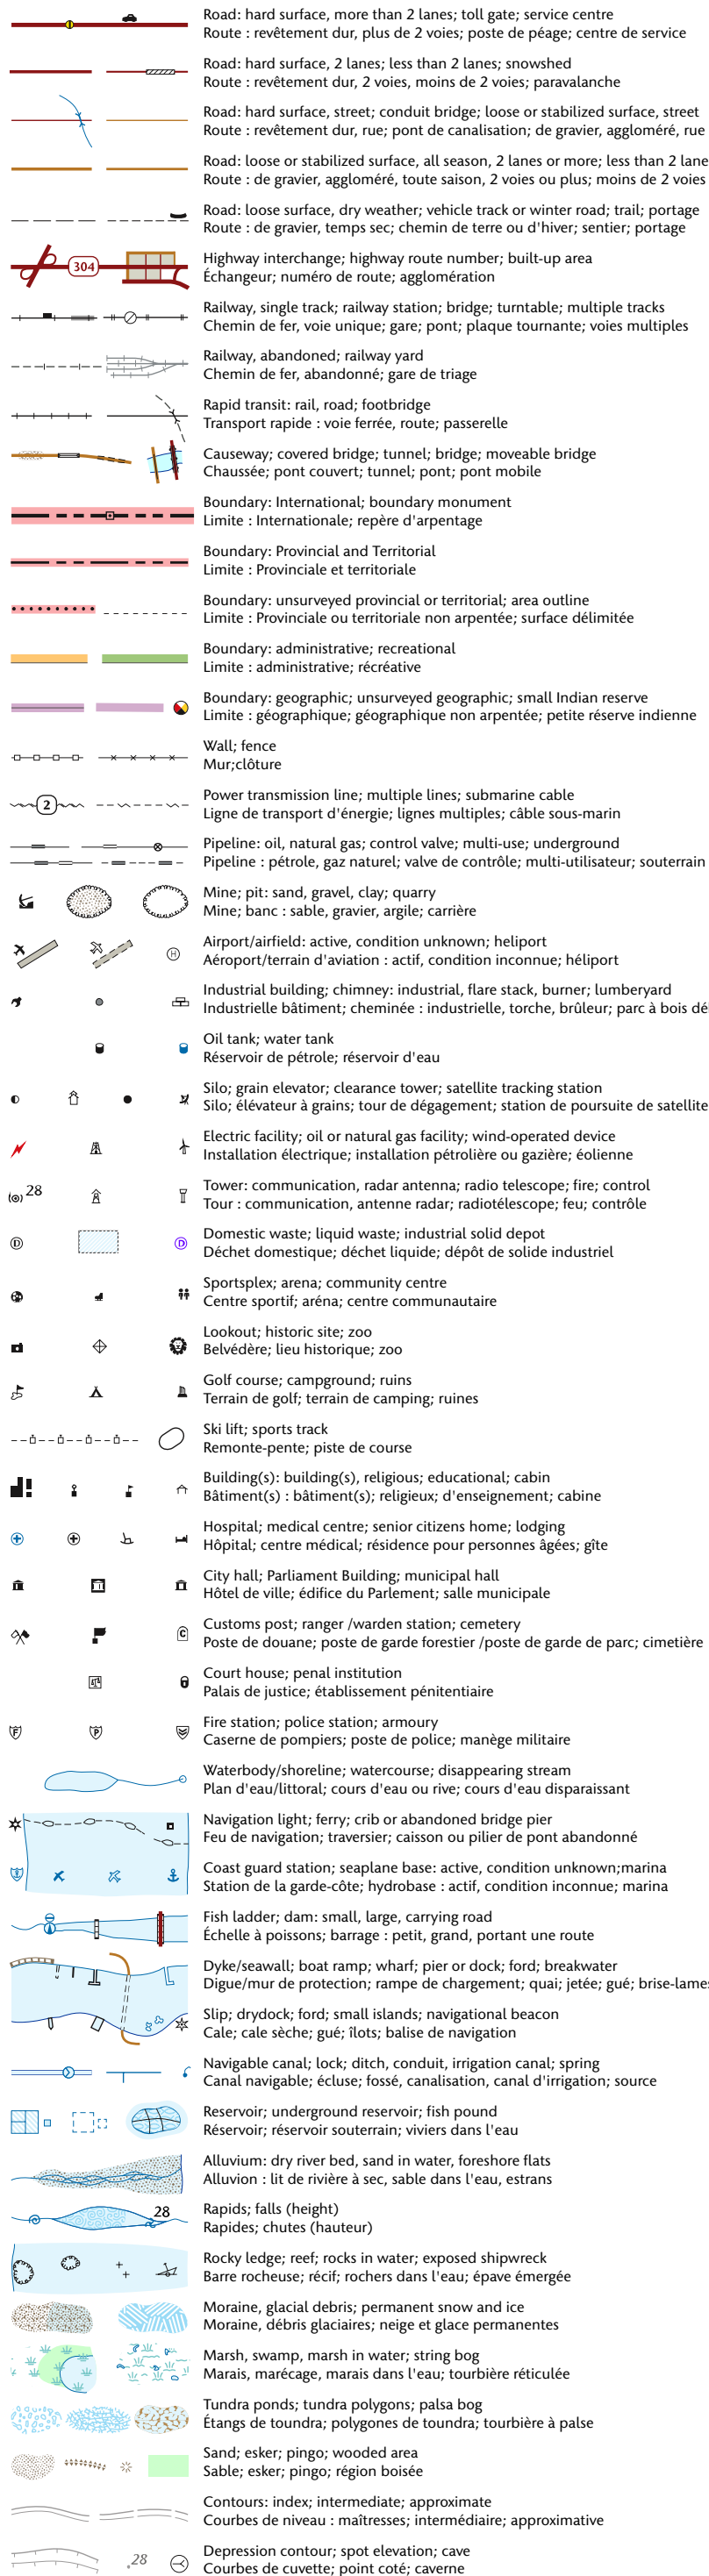 Road: hard surface, more than 2 lanes; toll gate; service centre
Route : revêtement dur, plus de 2 voies; poste de péage; centre de service
Road: hard surface, 2 lanes; less than 2 lanes; snowshed
Route : revêtement dur, 2 voies, moins de 2 voies; paravalanche
Road: hard surface, street; conduit bridge; loose or stabilized surface, street
Route : revêtement dur, rue; pont de canalisation; de gravier, aggloméré, rue
Road: loose or stabilized surface, all season, 2 lanes or more; less than 2 lane
Route : de gravier, aggloméré, toute saison, 2 voies ou plus; moins de 2 voies
Road: loose surface, dry weather; vehicle track or winter road; trail; portage
Route : de gravier, temps sec; chemin de terre ou d'hiver; sentier; portage
304
Highway interchange; highway route number; built-up area
Échangeur; numéro de route; agglomération
Railway, single track; railway station; bridge; turntable; multiple tracks
Chemin de fer, voie unique; gare; pont; plaque tournante; voies multiples
Railway, abandoned; railway yard
Chemin de fer, abandonné; gare de triage
Rapid transit: rail, road; footbridge
Transport rapide : voie ferrée, route; passerelle
Causeway; covered bridge; tunnel; bridge; moveable bridge
Chaussée; pont couvert; tunnel; pont; pont mobile
Boundary: International; boundary monument
Limite : Internationale; repère d'arpentage
Boundary: Provincial and Territorial
Limite : Provinciale et territoriale
Boundary: unsurveyed provincial or territorial; area outline
Limite : Provinciale ou territoriale non arpentée; surface délimitée
Boundary: administrative; recreational
Limite : administrative; récréative
Boundary: geographic; unsurveyed geographic; small Indian reserve
Limite : géographique; géographique non arpentée; petite réserve indienne
Wall; fence
Mur;clôture
2
Power transmission line; multiple lines; submarine cable
Ligne de transport d'énergie; lignes multiples; câble sous-marin
Pipeline: oil, natural gas; control valve; multi-use; underground
Pipeline : pétrole, gaz naturel; valve de contrôle; multi-utilisateur; souterrain
Mine; pit: sand, gravel, clay; quarry
Mine; banc : sable, gravier, argile; carrière
H
Airport/airfield: active, condition unknown; heliport
Aéroport/terrain d'aviation : actif, condition inconnue; héliport
Industrial building; chimney: industrial, flare stack, burner; lumberyard
Industrielle bâtiment; cheminée : industrielle, torche, brûleur; parc à bois dé
Oil tank; water tank
Réservoir de pétrole; réservoir d'eau
Silo; grain elevator; clearance tower; satellite tracking station
Silo; élévateur à grains; tour de dégagement; station de poursuite de satellite
Electric facility; oil or natural gas facility; wind-operated device
Installation électrique; installation pétrolière ou gazière; éolienne
28
Tower: communication, radar antenna; radio telescope; fire; control
Tour : communication, antenne radar; radiotélescope; feu; contrôle
D
D
Domestic waste; liquid waste; industrial solid depot
Déchet domestique; déchet liquide; dépôt de solide industriel
Sportsplex; arena; community centre
Centre sportif; aréna; centre communautaire
Lookout; historic site; zoo
Belvédère; lieu historique; zoo
Golf course; campground; ruins
Terrain de golf; terrain de camping; ruines
Ski lift; sports track
Remonte-pente; piste de course
Building(s): building(s), religious; educational; cabin
Bâtiment(s) : bâtiment(s); religieux; d'enseignement; cabine
Hospital; medical centre; senior citizens home; lodging
Hôpital; centre médical; résidence pour personnes âgées; gîte
City hall; Parliament Building; municipal hall
Hôtel de ville; édifice du Parlement; salle municipale
C
Customs post; ranger /warden station; cemetery
Poste de douane; poste de garde forestier /poste de garde de parc; cimetière
Court house; penal institution
Palais de justice; établissement pénitentiaire
F
P
Fire station; police station; armoury
Caserne de pompiers; poste de police; manège militaire
Waterbody/shoreline; watercourse; disappearing stream
Plan d'eau/littoral; cours d'eau ou rive; cours d'eau disparaissant
Navigation light; ferry; crib or abandoned bridge pier
Feu de navigation; traversier; caisson ou pilier de pont abandonné
Coast guard station; seaplane base: active, condition unknown;marina
Station de la garde-côte; hydrobase : actif, condition inconnue; marina
Fish ladder; dam: small, large, carrying road
Échelle à poissons; barrage : petit, grand, portant une route
Dyke/seawall; boat ramp; wharf; pier or dock; ford; breakwater
Digue/mur de protection; rampe de chargement; quai; jetée; gué; brise-lames
Slip; drydock; ford; small islands; navigational beacon
Cale; cale sèche; gué; îlots; balise de navigation
Navigable canal; lock; ditch, conduit, irrigation canal; spring
Canal navigable; écluse; fossé, canalisation, canal d'irrigation; source
Reservoir; underground reservoir; fish pound
Réservoir; réservoir souterrain; viviers dans l'eau
Alluvium: dry river bed, sand in water, foreshore flats
Alluvion : lit de rivière à sec, sable dans l'eau, estrans
28
Rapids; falls (height)
Rapides; chutes (hauteur)
Rocky ledge; reef; rocks in water; exposed shipwreck
Barre rocheuse; récif; rochers dans l'eau; épave émergée
Moraine, glacial debris; permanent snow and ice
Moraine, débris glaciaires; neige et glace permanentes
Marsh, swamp, marsh in water; string bog
Marais, marécage, marais dans l'eau; tourbière réticulée
Tundra ponds; tundra polygons; palsa bog
Étangs de toundra; polygones de toundra; tourbière à palse
Sand; esker; pingo; wooded area
Sable; esker; pingo; région boisée
Contours: index; intermediate; approximate
Courbes de niveau : maîtresses; intermédiaire; approximative
.28
Depression contour; spot elevation; cave
Courbes de cuvette; point coté; caverne